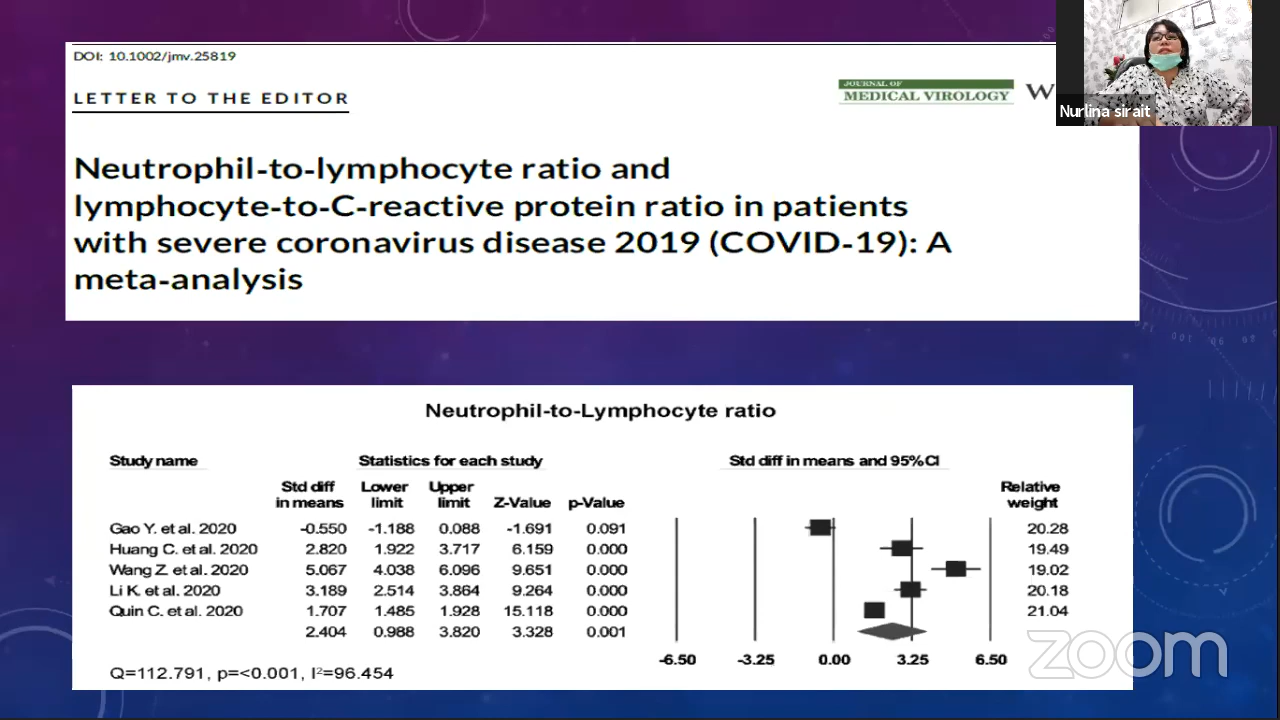 DOI: 10.1002/jmv.25819
LETTER TO THE EDITOR
JOURNAL OF
MEDICAL VIROLOGY
Nurlina sirait
Neutrophil-to-lymphocyte ratio and
lymphocyte-to-C-reactive protein ratio in patients
with severe coronavirus disease 2019 (COVID-19): A
meta-analysis
Neutrophil-to-Lymphocyte ratio
Study name Statistics for each study Std diff in means and 95%CI
Std diff in means Lower limit Upper limit Z-Value p-Value Relative weight
Gao Y. et al. 2020 -0.550 -1.188 0.088 -1.691 0.091 20.28
Huang C. et al. 2020 2.820 1.922 3.717 6.159 0.000 19.49
Wang Z. et al. 2020 5.067 4.038 6.096 9.651 0.000 19.02
Li K. et al. 2020 3.189 2.514 3.864 9.264 0.000 20.18
Quin C. et al. 2020 1.707 1.485 1.928 15.118 0.000 21.04
2.404 0.988 3.820 3.328 0.001
-6.50 -3.25 0.00 3.25 6.50
Q=112.791, p=<0.001, I²=96.454
zoom